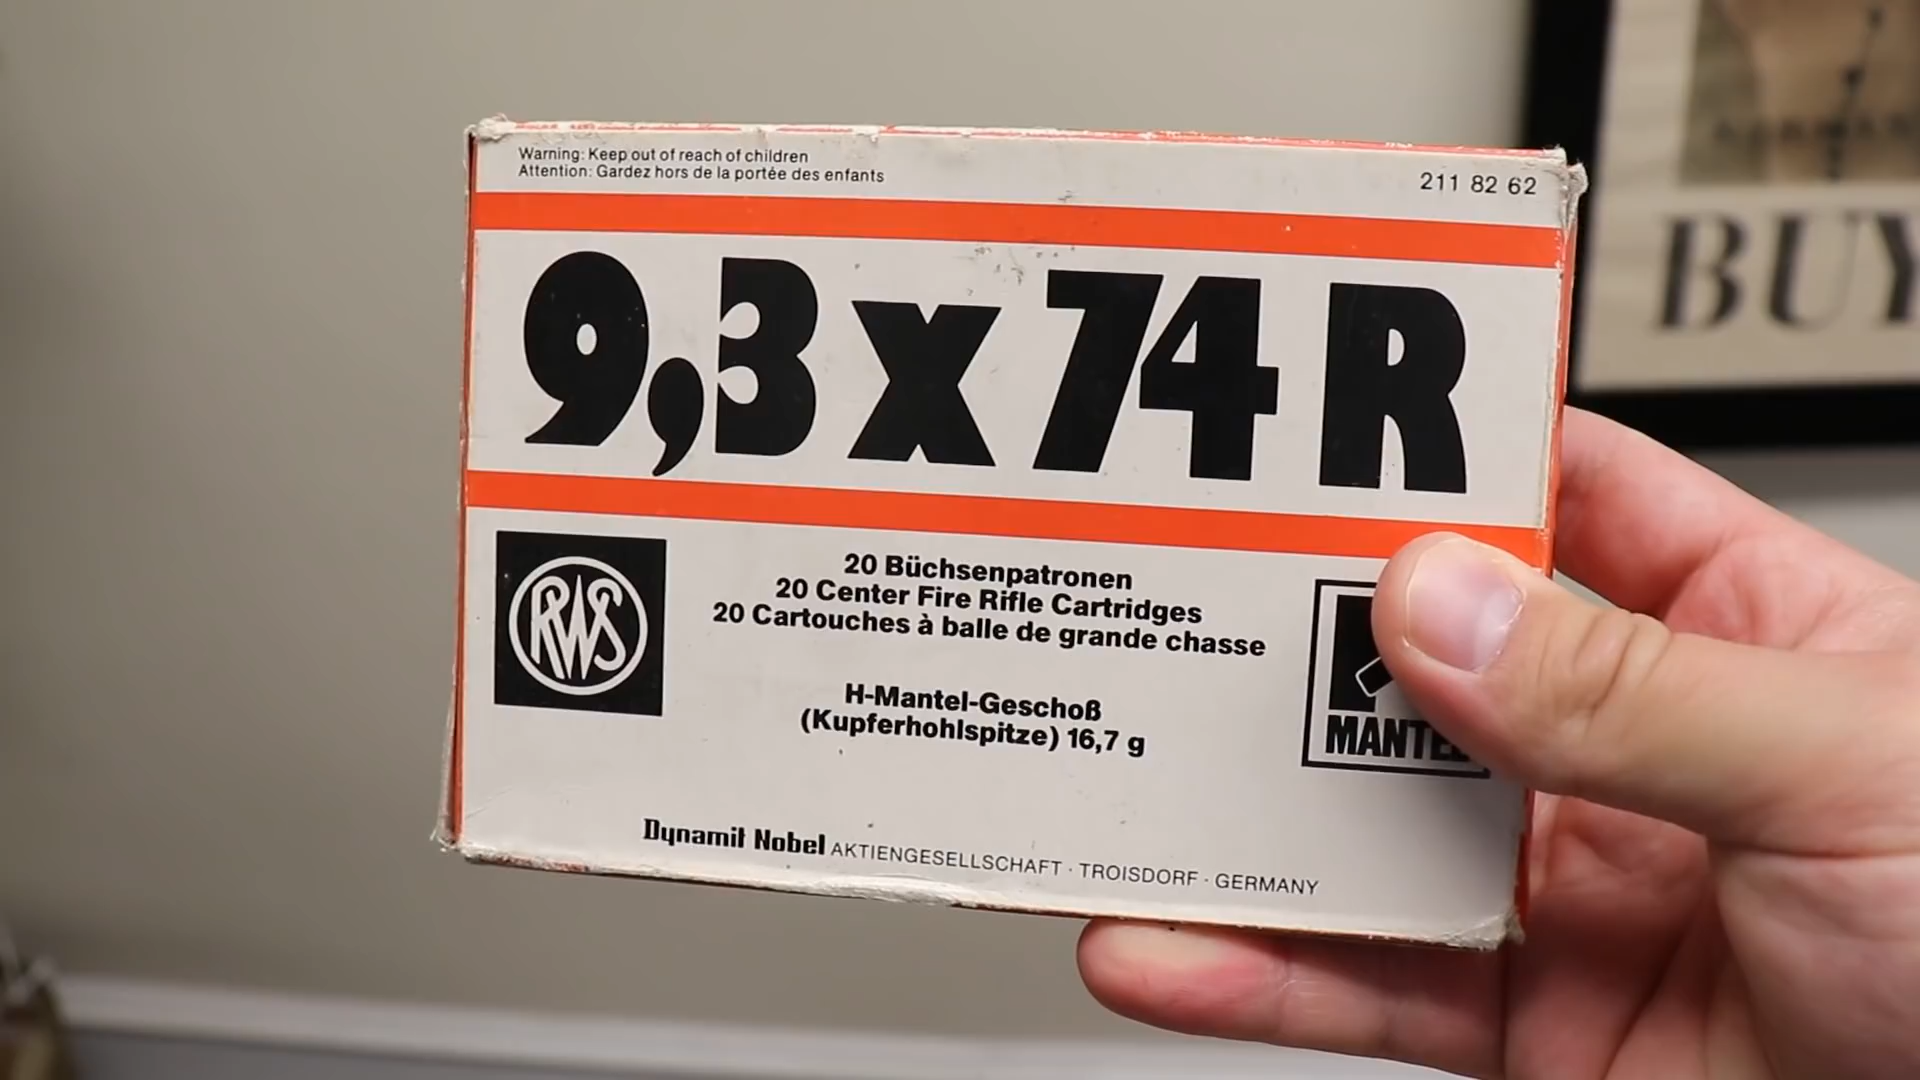 Warning: Keep out of reach of children
Attention: Gardez hors de la portée des enfants
211 82 62
9,3 x 74 R
RWS
20 Büchsenpatronen
20 Center Fire Rifle Cartridges
20 Cartouches à balle de grande chasse
H-Mantel-Geschoß
(Kupferhohlspitze) 16,7 g
Dynamit Nobel AKTIENGESELLSCHAFT · TROISDORF · GERMANY
BUY